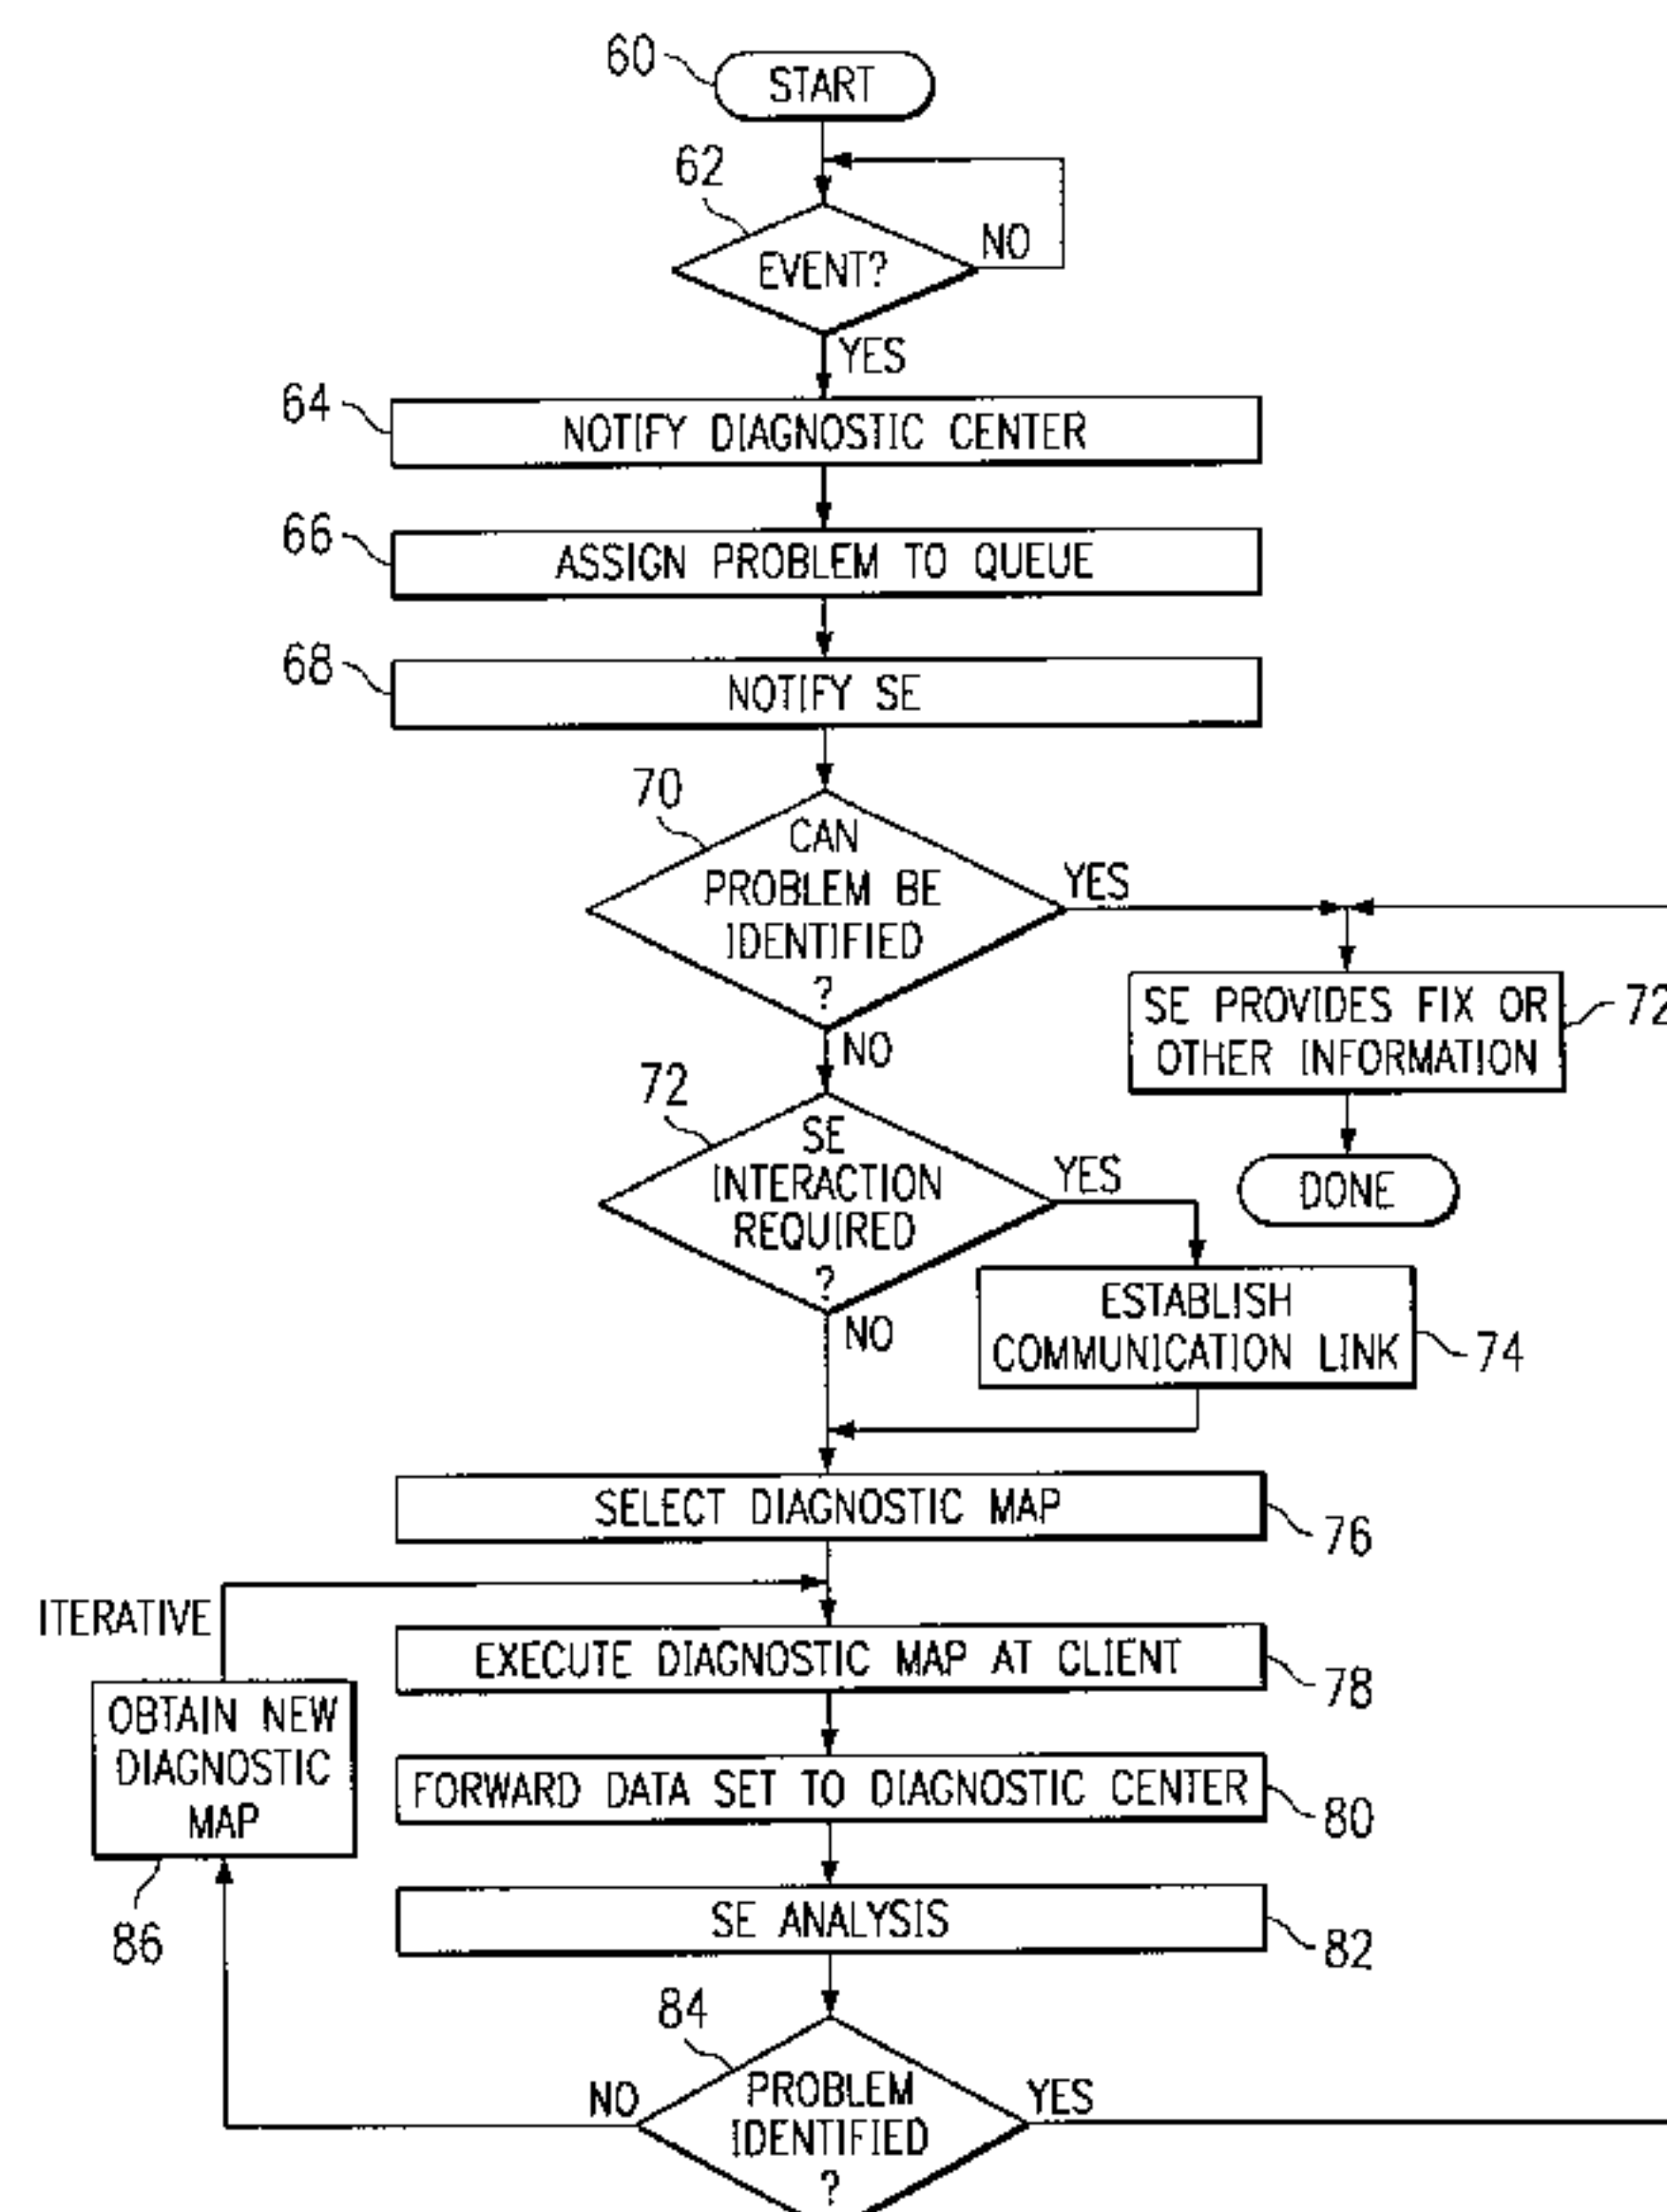 60
START
62
EVENT?
NO
YES
64
NOTIFY DIAGNOSTIC CENTER
66
ASSIGN PROBLEM TO QUEUE
68
NOTIFY SE
70
CAN
PROBLEM BE
IDENTIFIED
?
YES
NO
SE PROVIDES FIX OR
OTHER INFORMATION
72
DONE
72
SE
INTERACTION
REQUIRED
?
YES
NO
ESTABLISH
COMMUNICATION LINK
74
SELECT DIAGNOSTIC MAP
76
ITERATIVE
EXECUTE DIAGNOSTIC MAP AT CLIENT
78
OBTAIN NEW
DIAGNOSTIC
MAP
86
FORWARD DATA SET TO DIAGNOSTIC CENTER
80
SE ANALYSIS
82
84
PROBLEM
IDENTIFIED
?
NO
YES